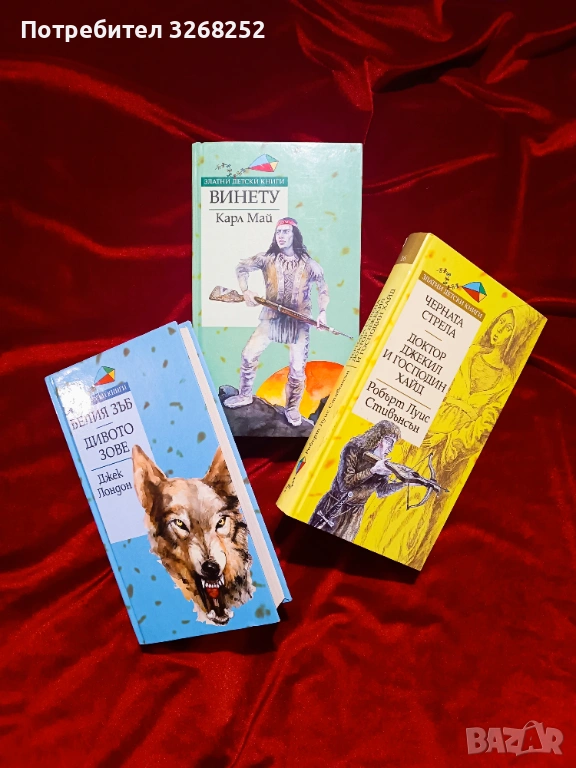 Потребител 3268252
ЗЛАТНИ ДЕТСКИ КНИГИ
ВИНЕТУ
Карл Май
ЗЛАТНИ ДЕТСКИ КНИГИ
ЧЕРНАТА
СТРЕЛА
ДОКТОР
ДЖЕКИЛ
И ГОСПОДИН
ХАЙД
Робърт Луис
Стивънсън
КНИГИ
БЕЛИЯ ЗЪБ
ДИВОТО
ЗОВЕ
Джек
Лондон
BAZAR